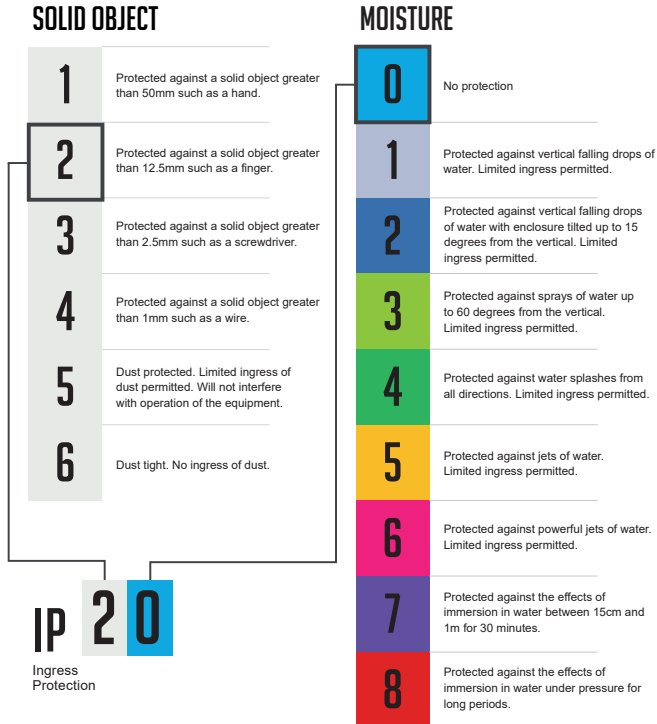 SOLID OBJECT
1
Protected against a solid object greater
than 50mm such as a hand.
2
Protected against a solid object greater
than 12.5mm such as a finger.
3
Protected against a solid object greater
than 2.5mm such as a screwdriver.
4
Protected against a solid object greater
than 1mm such as a wire.
5
Dust protected. Limited ingress of
dust permitted. Will not interfere
with operation of the equipment.
6
Dust tight. No ingress of dust.
IP 20
Ingress
Protection
MOISTURE
0
No protection
1
Protected against vertical falling drops of
water. Limited ingress permitted.
2
Protected against vertical falling drops
of water with enclosure tilted up to 15
degrees from the vertical. Limited
ingress permitted.
3
Protected against sprays of water up
to 60 degrees from the vertical.
Limited ingress permitted.
4
Protected against water splashes from
all directions. Limited ingress permitted.
5
Protected against jets of water.
Limited ingress permitted.
6
Protected against powerful jets of water.
Limited ingress permitted.
7
Protected against the effects of
immersion in water between 15cm and
1m for 30 minutes.
8
Protected against the effects of
immersion in water under pressure for
long periods.